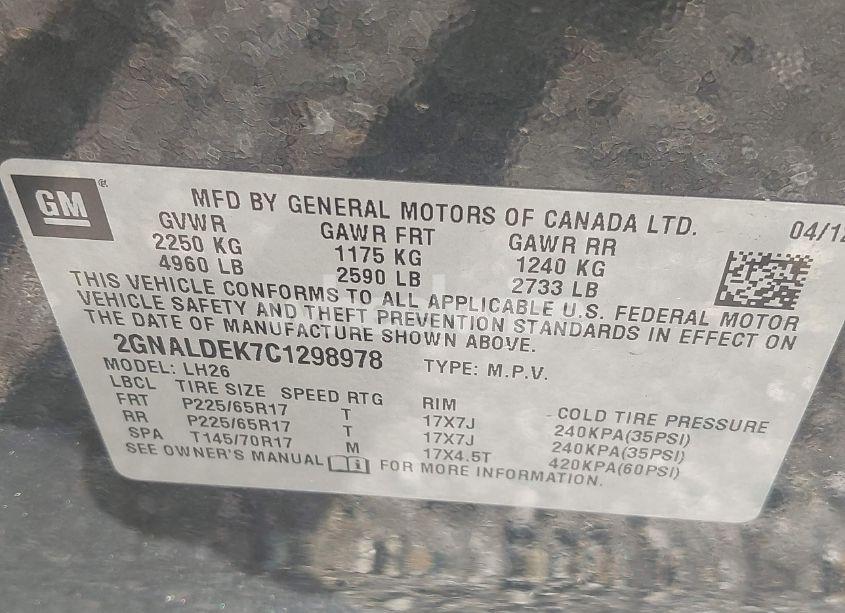 GM
MFD BY GENERAL MOTORS OF CANADA LTD.
04/12
GVWR GAWR FRT GAWR RR
2250 KG 1175 KG 1240 KG
4960 LB 2590 LB 2733 LB
THIS VEHICLE CONFORMS TO ALL APPLICABLE U.S. FEDERAL MOTOR
VEHICLE SAFETY AND THEFT PREVENTION STANDARDS IN EFFECT ON
THE DATE OF MANUFACTURE SHOWN ABOVE.
2GNALDEK7C1298978 TYPE: M.P.V.
MODEL: LH26
LBCL TIRE SIZE SPEED RTG RIM COLD TIRE PRESSURE
FRT P225/65R17 T 17X7J 240KPA(35PSI)
RR P225/65R17 T 17X7J 240KPA(35PSI)
SPA T145/70R17 M 17X4.5T 420KPA(60PSI)
SEE OWNER'S MANUAL FOR MORE INFORMATION.